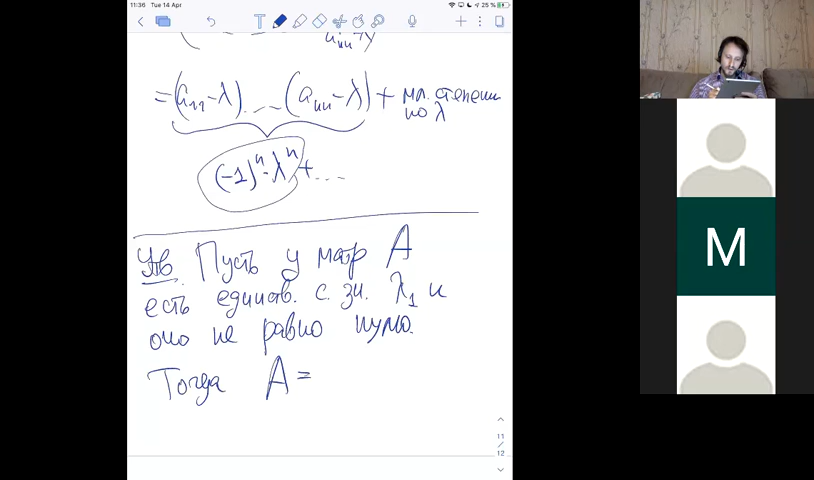 11:36 Tue 14 Apr
25 %
= (a₁₁-λ)·...·(aₙₙ-λ) + мл. степени
по λ
(-1)ⁿ·λⁿ + ...
Утв. Пусть у матр A
есть единств. с. зн. λ₁ и
оно не равно нулю.
Тогда A =
11
12
M